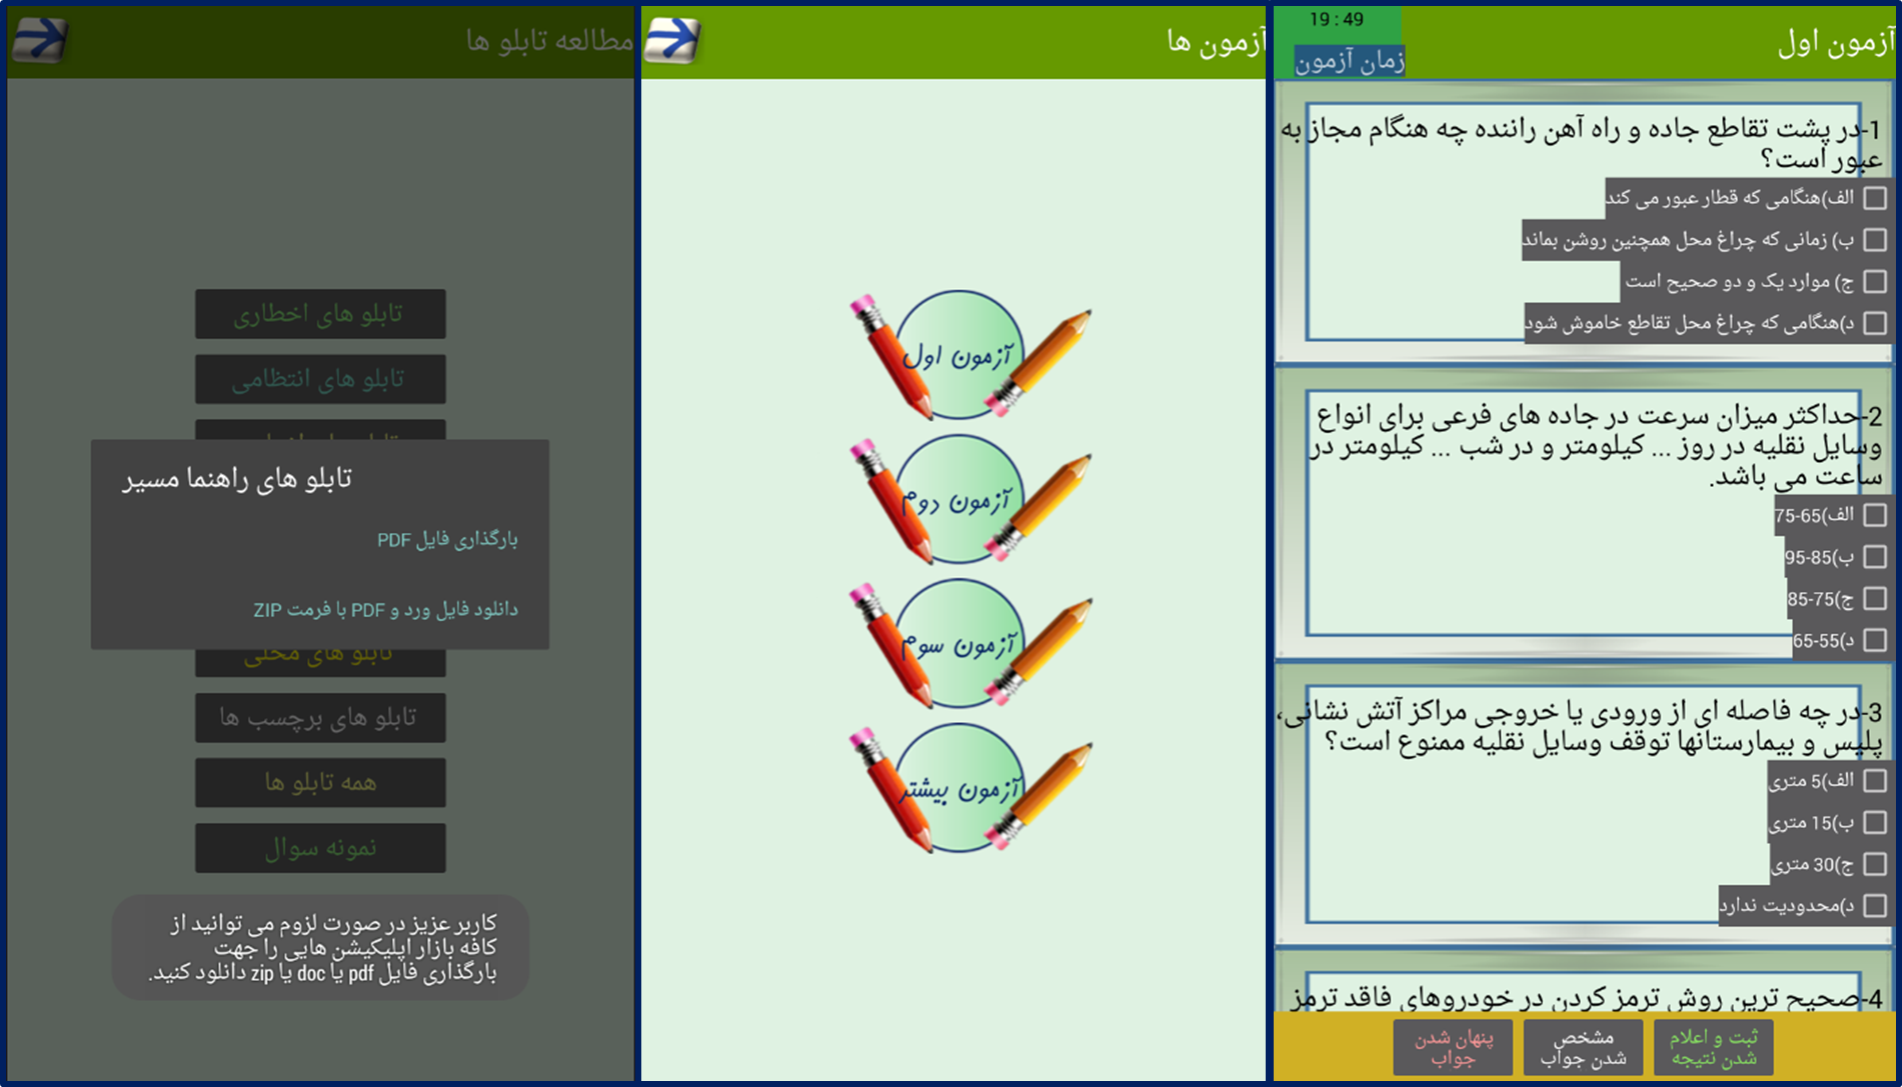 مطالعه تابلو ها
تابلو های اخطاری
تابلو های انتظامی
تابلو های راهنما مسیر
بارگذاری فایل PDF
دانلود فایل ورد و PDF با فرمت ZIP
تابلو های محلی
تابلو های برچسب ها
همه تابلو ها
نمونه سوال
کاربر عزیز در صورت لزوم می توانید از
کافه بازار اپلیکیشن هایی را جهت
بارگذاری فایل pdf یا doc یا zip دانلود کنید.
آزمون ها
آزمون اول
آزمون دوم
آزمون سوم
آزمون بیشتر
آزمون اول
19 : 49
زمان آزمون
1-در پشت تقاطع جاده و راه آهن راننده چه هنگام مجاز به
عبور است؟
الف)هنگامی که قطار عبور می کند
ب) زمانی که چراغ محل همچنین روشن بماند
ج) موارد یک و دو صحیح است
د)هنگامی که چراغ محل تقاطع خاموش شود
2-حداکثر میزان سرعت در جاده های فرعی برای انواع
وسایل نقلیه در روز ... کیلومتر و در شب ... کیلومتر در
ساعت می باشد.
الف)65-75
ب)85-95
ج)75-85
د)55-65
3-در چه فاصله ای از ورودی یا خروجی مراکز آتش نشانی،
پلیس و بیمارستانها توقف وسایل نقلیه ممنوع است؟
الف)5 متری
ب)15 متری
ج)30 متری
د)محدودیت ندارد
4-صحیح ترین روش ترمز کردن در خودروهای فاقد ترمز
ثبت و اعلام
شدن نتیجه
مشخص
شدن جواب
پنهان شدن
جواب